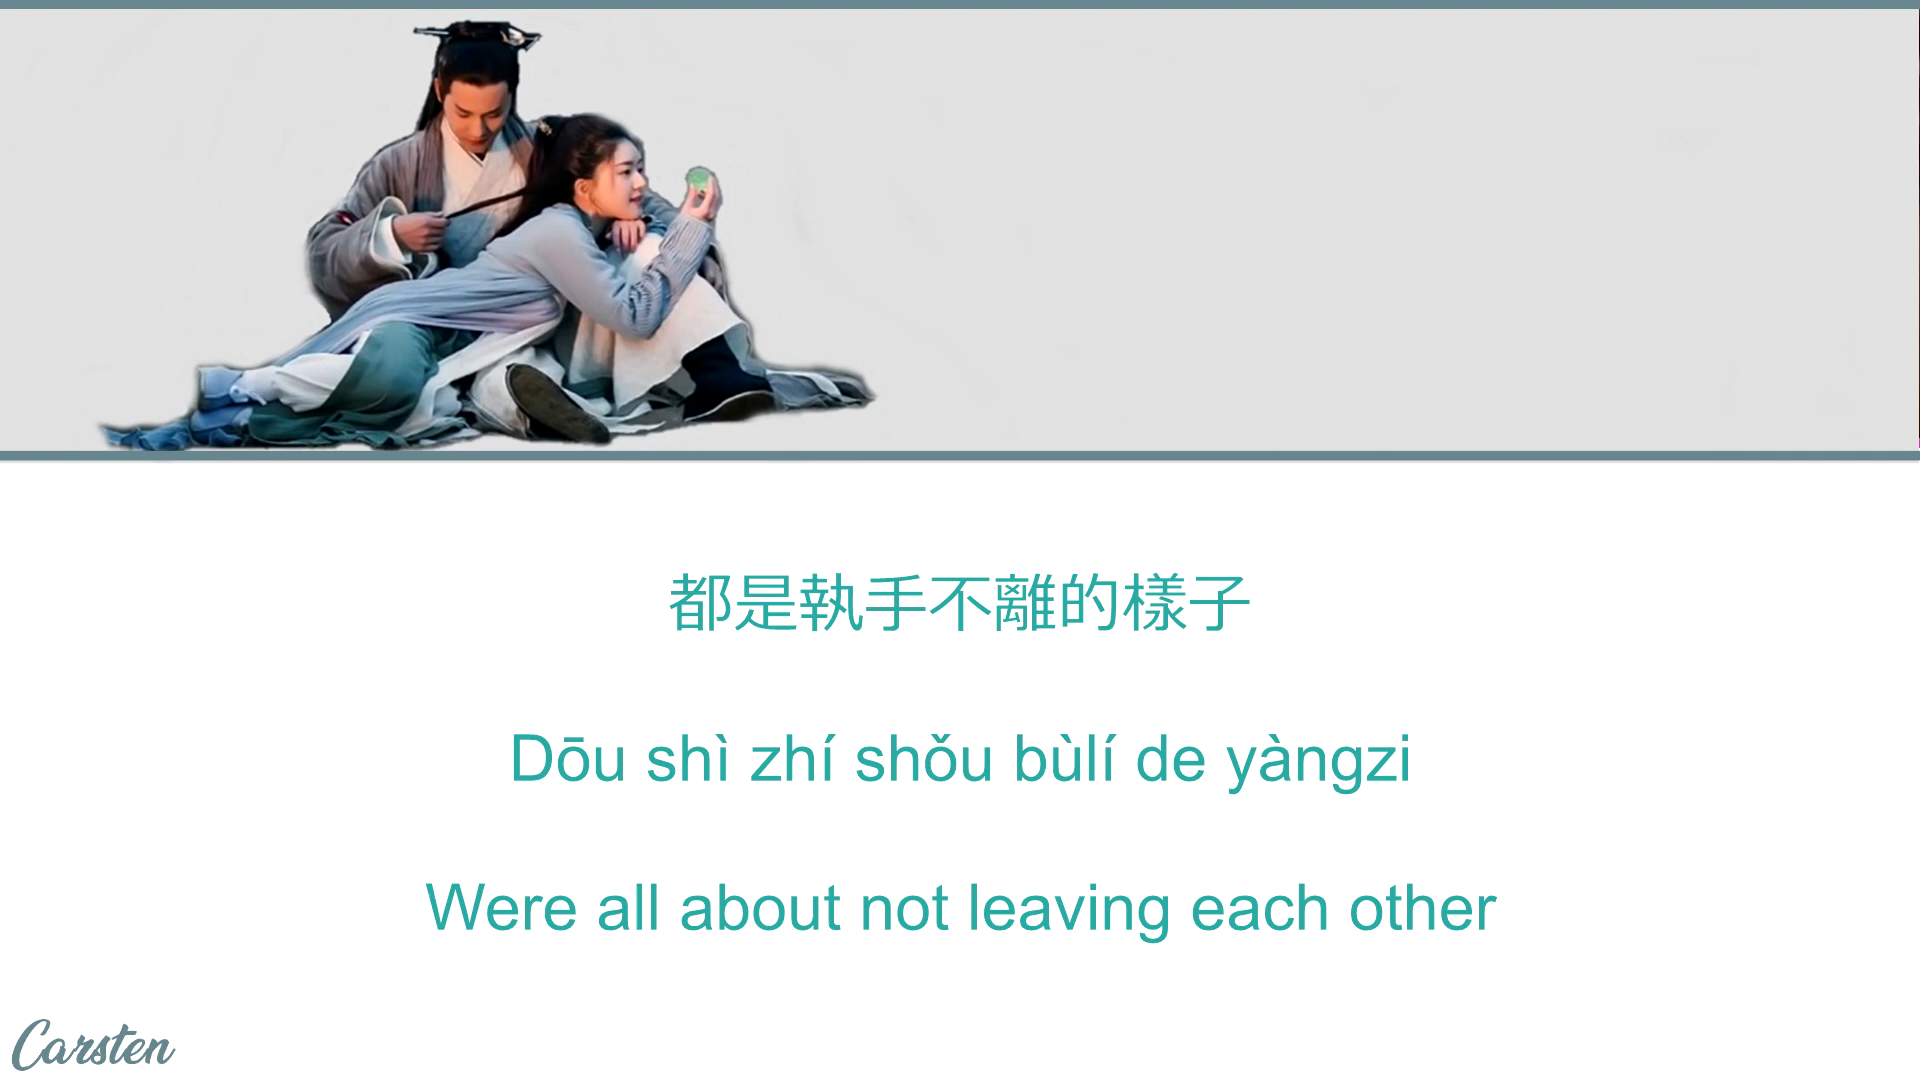 都是執手不離的樣子
Dōu shì zhí shǒu bùlí de yàngzi
Were all about not leaving each other
Carsten